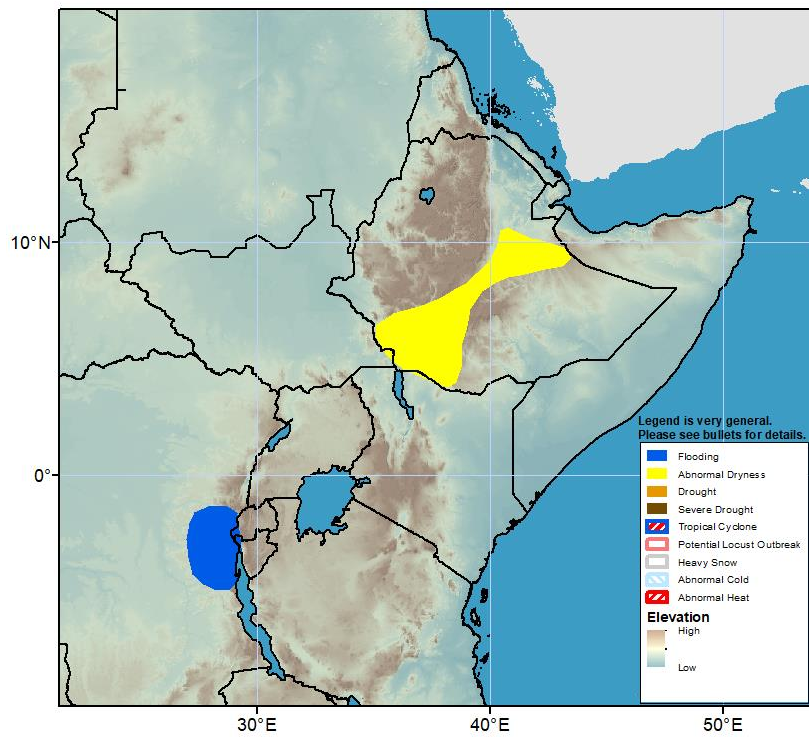 10°N
0°
Legend is very general.
Please see bullets for details.
Flooding
Abnormal Dryness
Drought
Severe Drought
Tropical Cyclone
Potential Locust Outbreak
Heavy Snow
Abnormal Cold
Abnormal Heat
Elevation
High
Low
30°E
40°E
50°E